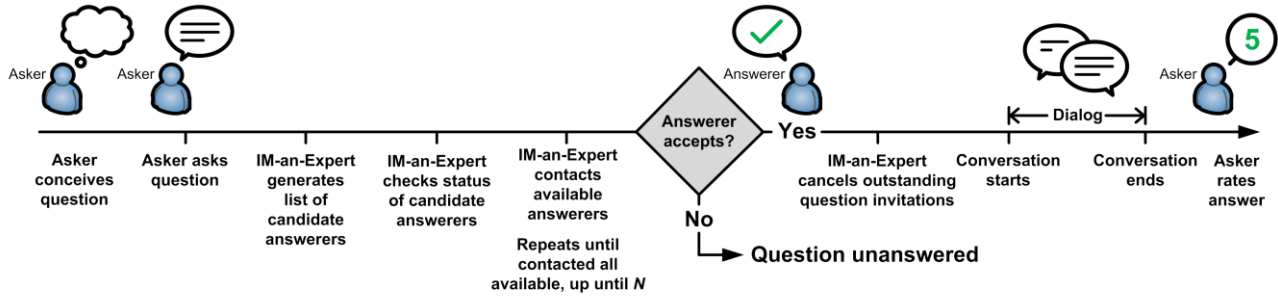 Asker
Asker
Answerer
Asker
5
Answerer
accepts?
Yes
Dialog
Asker
conceives
question
Asker asks
question
IM-an-Expert
generates
list of
candidate
answerers
IM-an-Expert
checks status
of candidate
answerers
IM-an-Expert
contacts
available
answerers
Repeats until
contacted all
available, up until N
No
Question unanswered
IM-an-Expert
cancels outstanding
question invitations
Conversation
starts
Conversation
ends
Asker
rates
answer